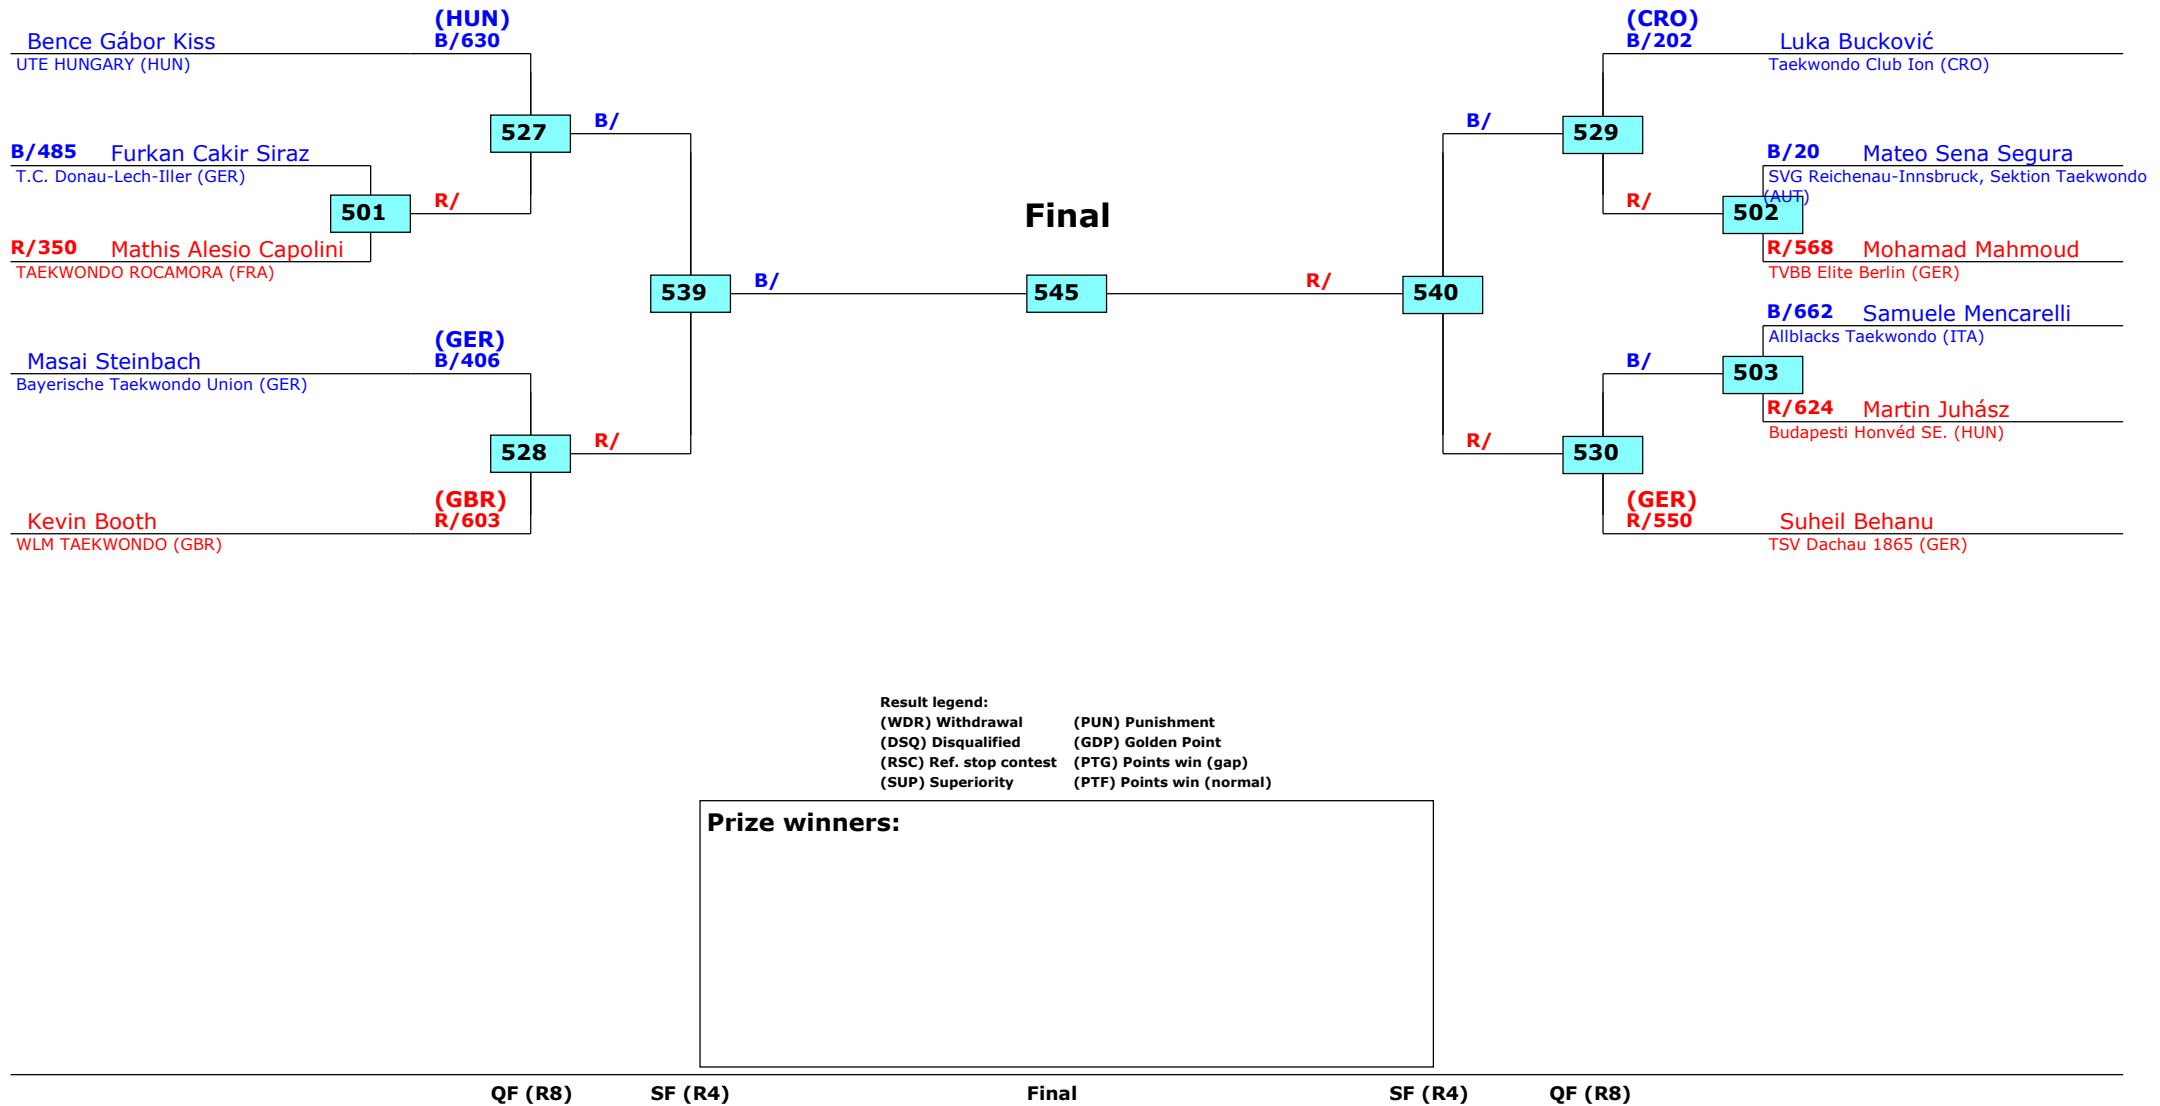 (HUN)
Bence Gábor Kiss B/630
UTE HUNGARY (HUN)
527 B/
B/485 Furkan Cakir Siraz
T.C. Donau-Lech-Iller (GER)
501 R/
R/350 Mathis Alesio Capolini
TAEKWONDO ROCAMORA (FRA)
539 B/
(GER)
Masai Steinbach B/406
Bayerische Taekwondo Union (GER)
528 R/
(GBR)
Kevin Booth R/603
WLM TAEKWONDO (GBR)
Final
545
(CRO)
B/202 Luka Bucković
Taekwondo Club Ion (CRO)
B/ 529
B/20 Mateo Sena Segura
SVG Reichenau-Innsbruck, Sektion Taekwondo
(AUT)
R/ 502
R/568 Mohamad Mahmoud
TVBB Elite Berlin (GER)
R/ 540
B/662 Samuele Mencarelli
Allblacks Taekwondo (ITA)
B/ 503
R/624 Martin Juhász
Budapesti Honvéd SE. (HUN)
R/ 530
(GER)
R/550 Suheil Behanu
TSV Dachau 1865 (GER)
Result legend:
(WDR) Withdrawal (PUN) Punishment
(DSQ) Disqualified (GDP) Golden Point
(RSC) Ref. stop contest (PTG) Points win (gap)
(SUP) Superiority (PTF) Points win (normal)
Prize winners:
QF (R8) SF (R4) Final SF (R4) QF (R8)